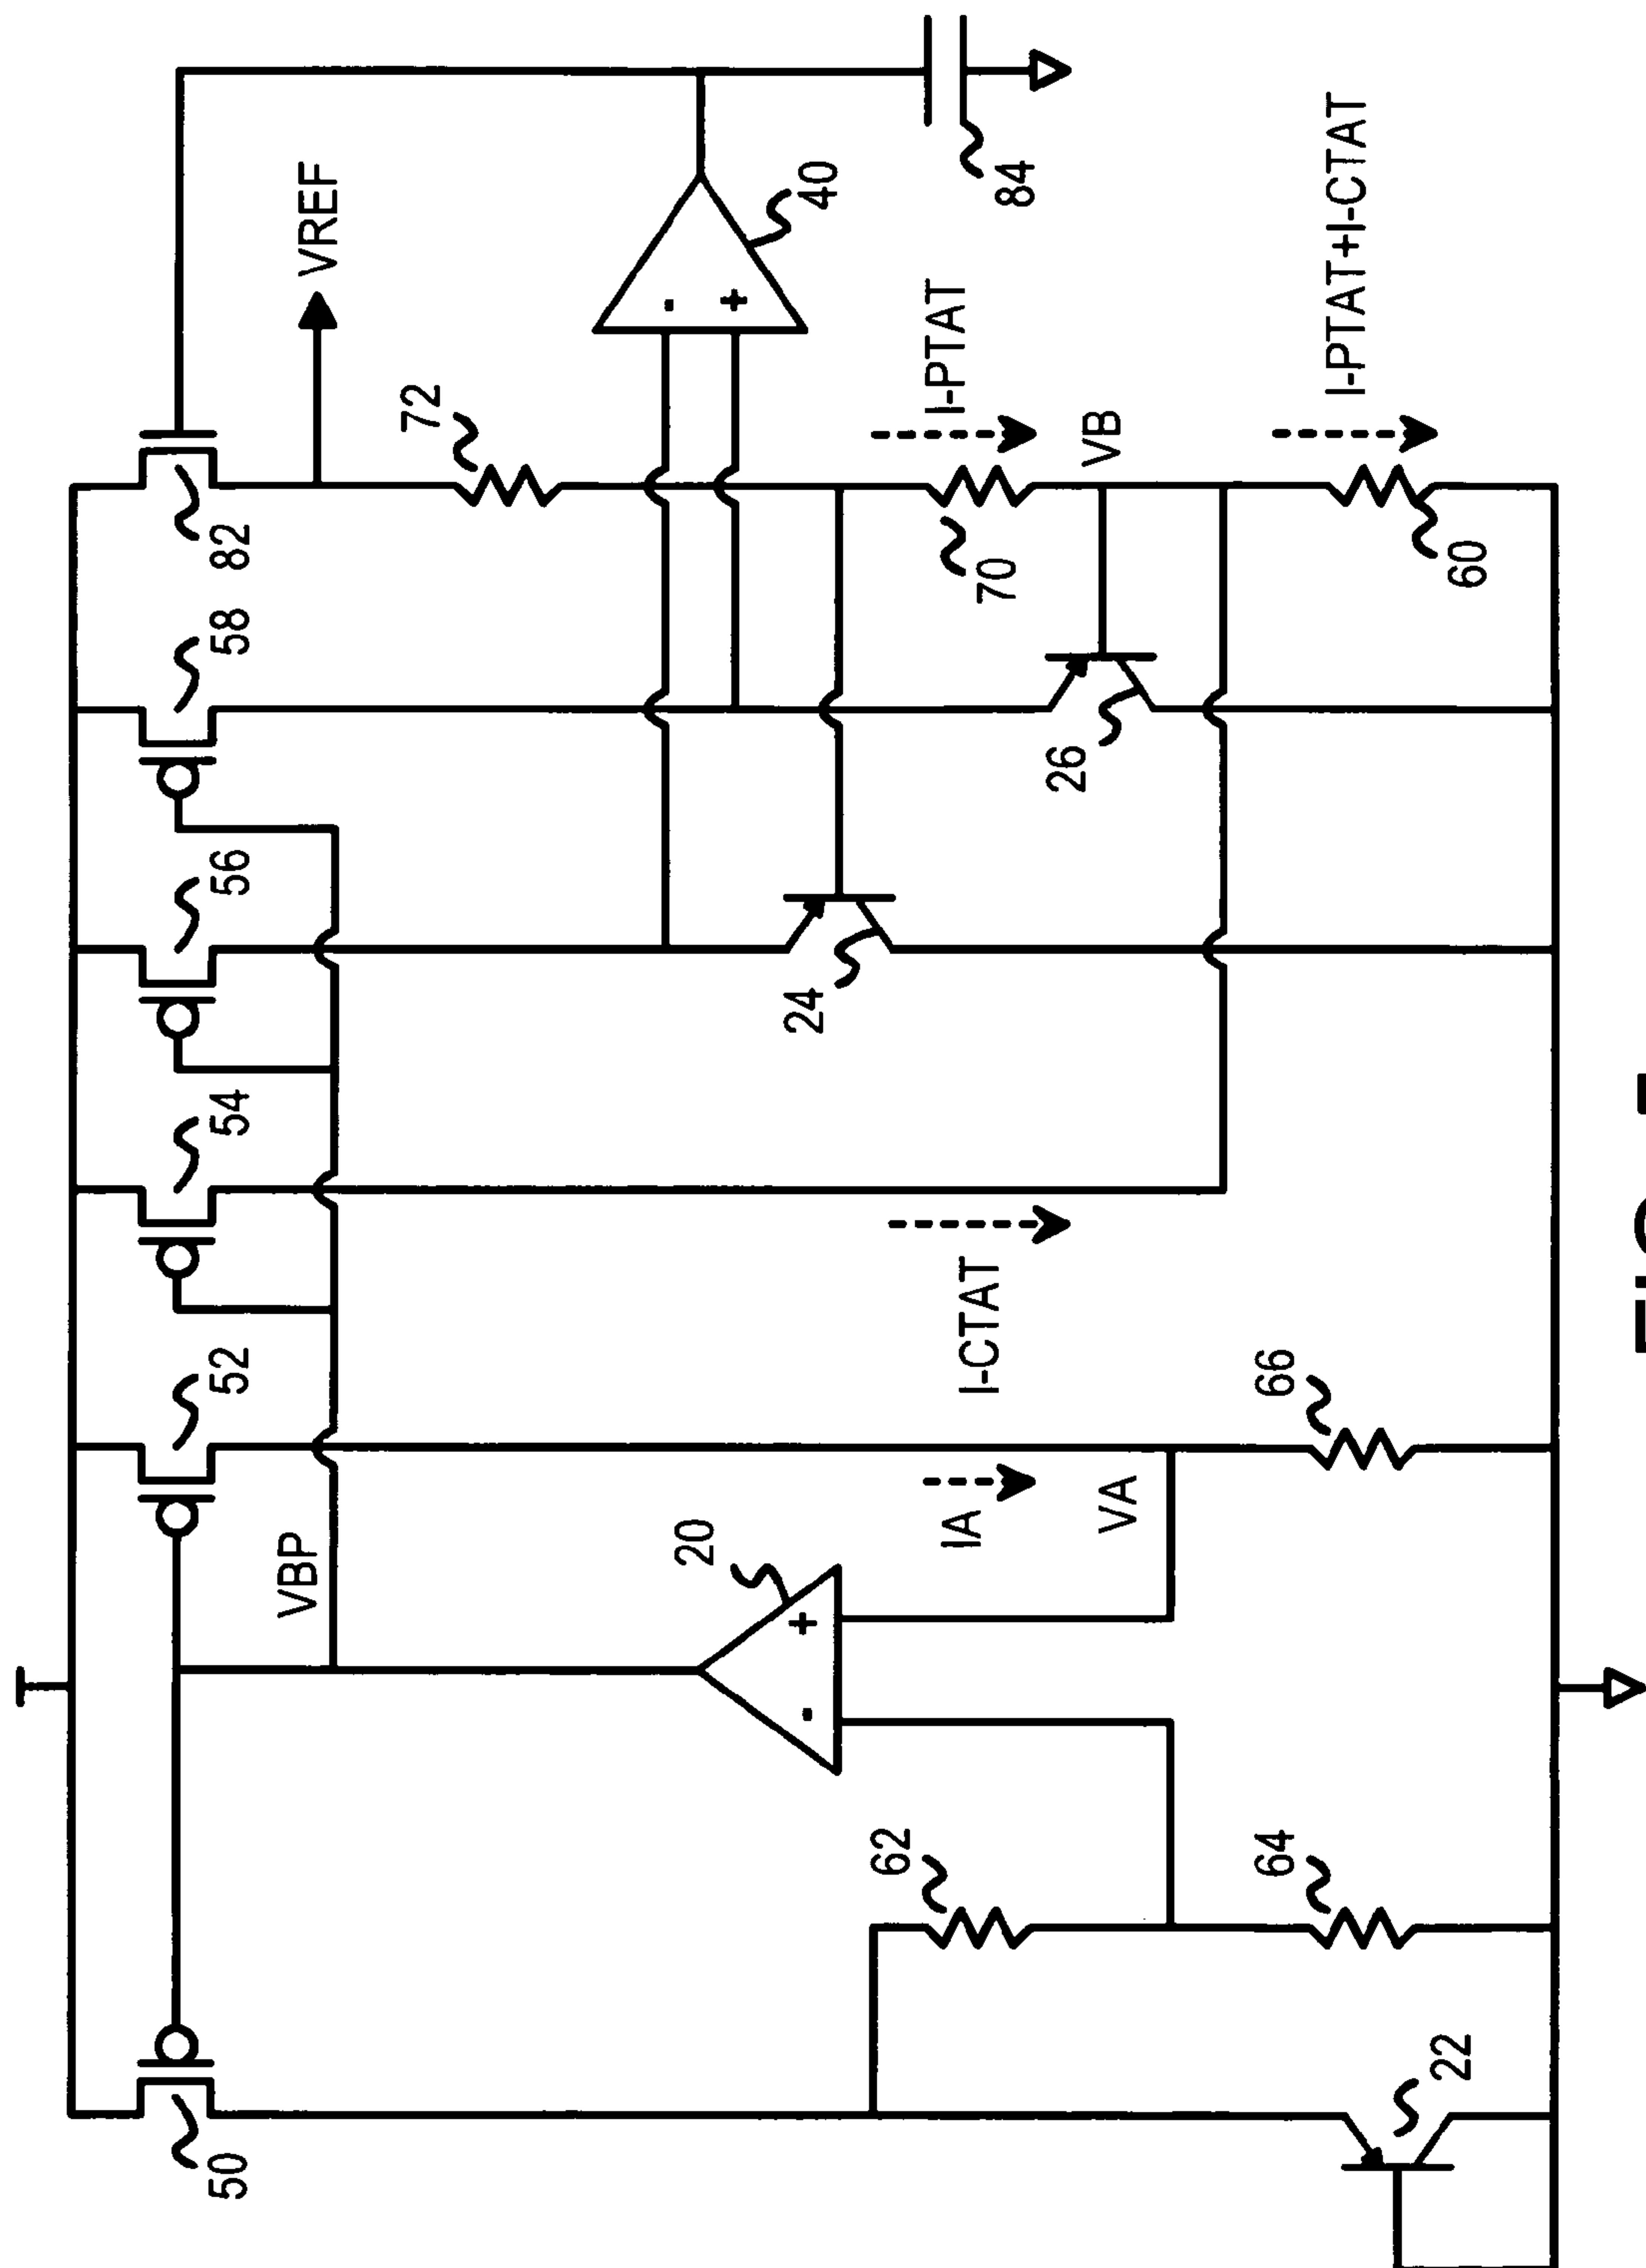 50
52
54
56
58
82
VBP
VREF
72
20
40
62
IA
I-CTAT
24
I-PTAT
84
70
VA
26
VB
64
66
22
60
I-PTAT+I-CTAT
-
+
-
+